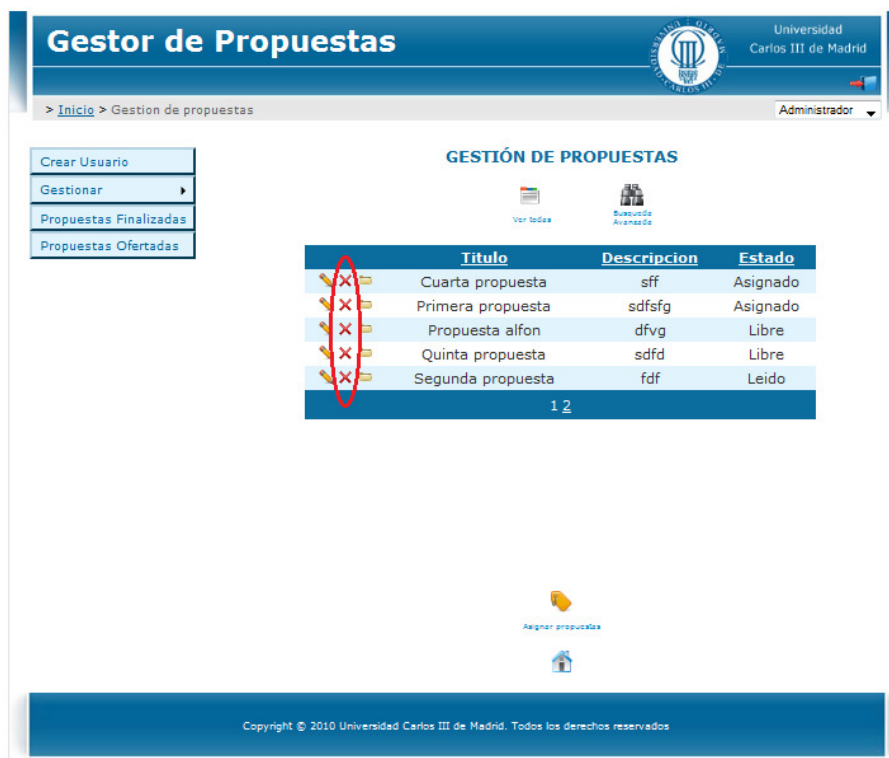 Gestor de Propuestas
Universidad
Carlos III de Madrid
> Inicio > Gestion de propuestas
Administrador
Crear Usuario
Gestionar
Propuestas Finalizadas
Propuestas Ofertadas
GESTIÓN DE PROPUESTAS
Ver todas
Busqueda
Avanzada
Titulo Descripcion Estado
Cuarta propuesta sff Asignado
Primera propuesta sdfsfg Asignado
Propuesta alfon dfvg Libre
Quinta propuesta sdfd Libre
Segunda propuesta fdf Leido
1 2
Asignar propuestas
Copyright © 2010 Universidad Carlos III de Madrid. Todos los derechos reservados